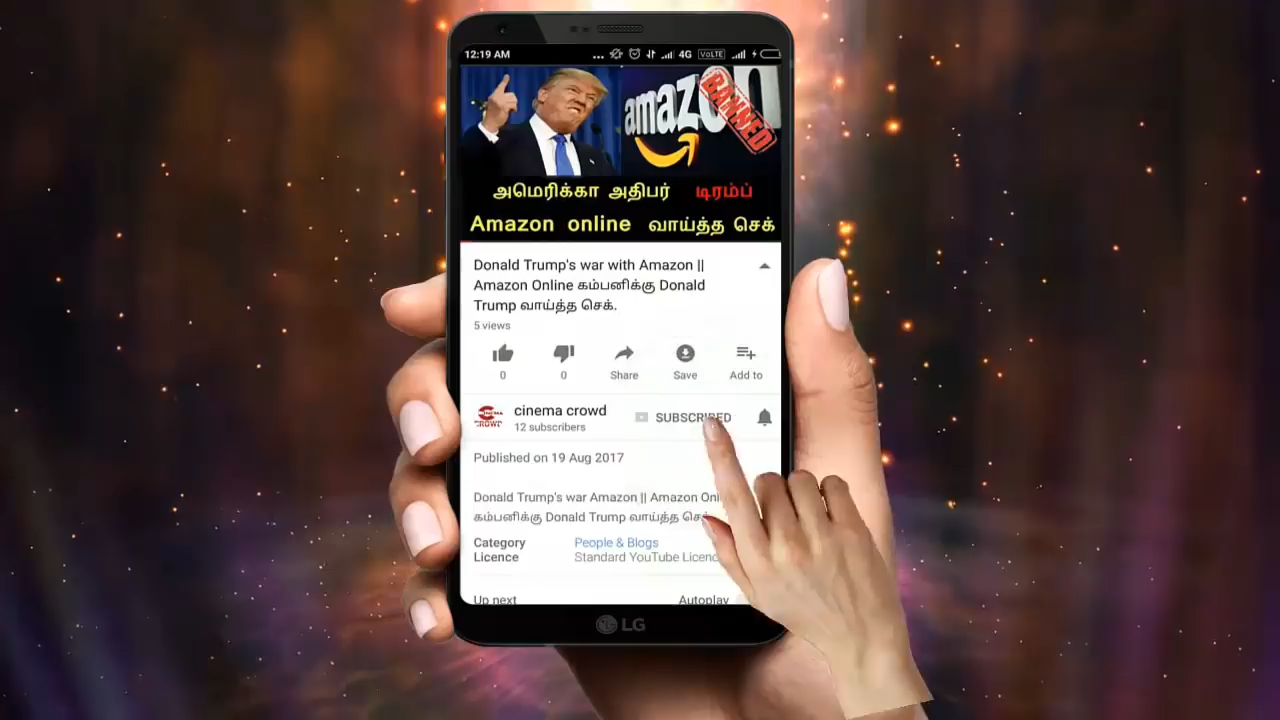 12:19 AM
4G VoLTE
amazon
BANNED
அமெரிக்கா அதிபர் டிரம்ப்
Amazon online வாய்த்த செக்
Donald Trump's war with Amazon ||
Amazon Online கம்பனிக்கு Donald
Trump வாய்த்த செக்.
5 views
0 0 Share Save Add to
cinema crowd
SUBSCRIBED
12 subscribers
Published on 19 Aug 2017
Donald Trump's war Amazon || Amazon Onl
கம்பனிக்கு Donald Trump வாய்த்த செக்
Category People & Blogs
Licence Standard YouTube Licenc
Up next Autoplay
LG